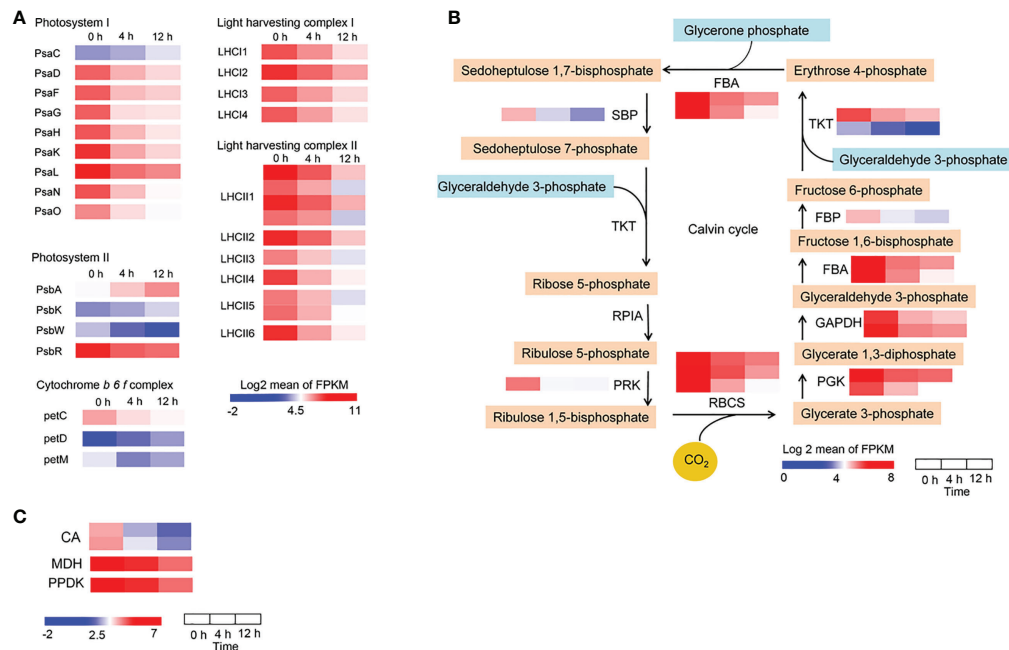 A
Photosystem I
0 h 4 h 12 h
PsaC
PsaD
PsaF
PsaG
PsaH
PsaK
PsaL
PsaN
PsaO
Photosystem II
0 h 4 h 12 h
PsbA
PsbK
PsbW
PsbR
Cytochrome b 6 f complex
0 h 4 h 12 h
petC
petD
petM
Light harvesting complex I
0 h 4 h 12 h
LHCI1
LHCI2
LHCI3
LHCI4
Light harvesting complex II
0 h 4 h 12 h
LHCII1
LHCII2
LHCII3
LHCII4
LHCII5
LHCII6
Log2 mean of FPKM
-2 4.5 11
B
Glycerone phosphate
Sedoheptulose 1,7-bisphosphate
Erythrose 4-phosphate
FBA
SBP
TKT
Sedoheptulose 7-phosphate
Glyceraldehyde 3-phosphate
Glyceraldehyde 3-phosphate
Fructose 6-phosphate
TKT
Calvin cycle
FBP
Fructose 1,6-bisphosphate
FBA
Ribose 5-phosphate
Glyceraldehyde 3-phosphate
RPIA
GAPDH
Ribulose 5-phosphate
Glycerate 1,3-diphosphate
PRK
RBCS
PGK
Ribulose 1,5-bisphosphate
Glycerate 3-phosphate
CO2
Log 2 mean of FPKM
0 4 8
0 h 4 h 12 h
Time
C
CA
MDH
PPDK
-2 2.5 7
0 h 4 h 12 h
Time